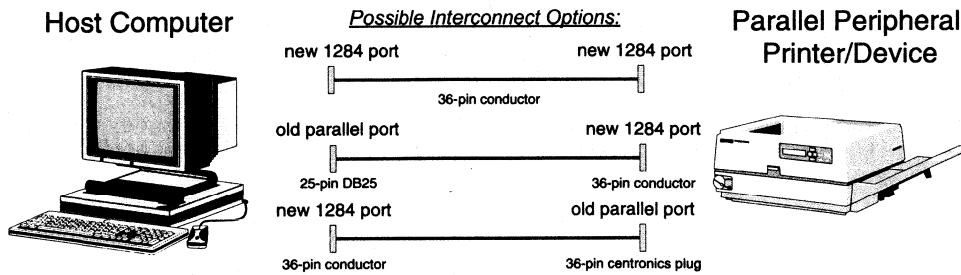 Host Computer
Possible Interconnect Options:
Parallel Peripheral
Printer/Device
new 1284 port
new 1284 port
36-pin conductor
old parallel port
new 1284 port
25-pin DB25
36-pin conductor
new 1284 port
old parallel port
36-pin conductor
36-pin centronics plug